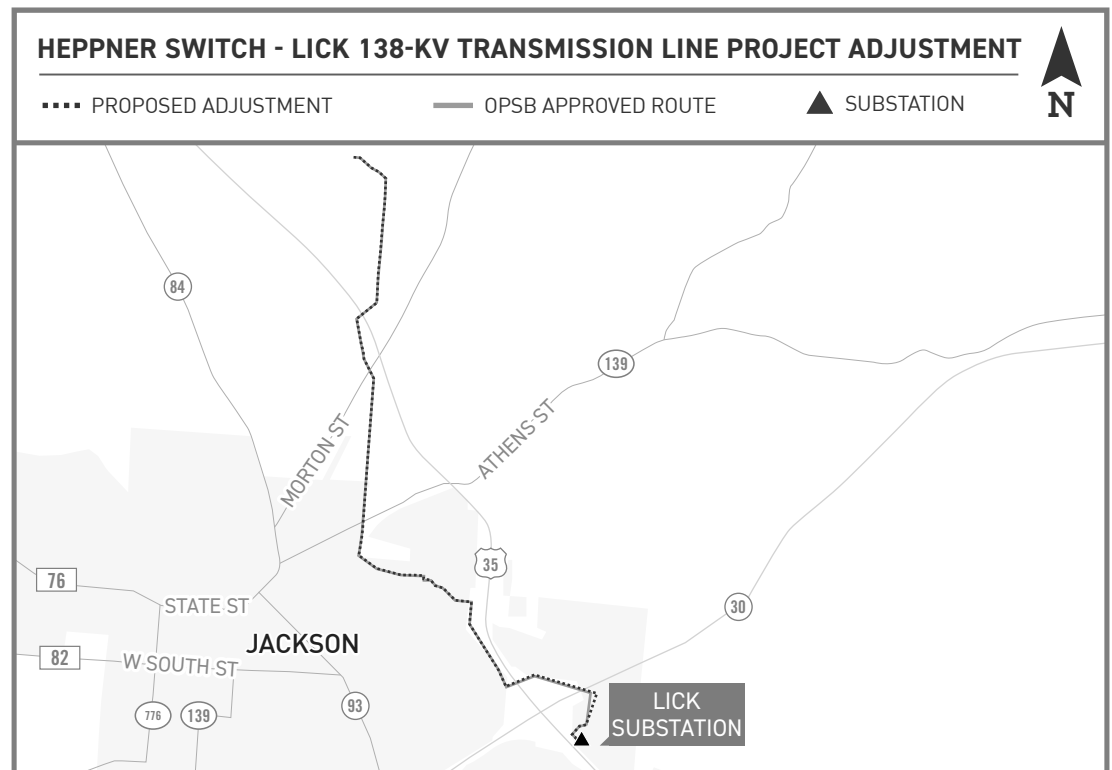 HEPPNER SWITCH - LICK 138-KV TRANSMISSION LINE PROJECT ADJUSTMENT
N
PROPOSED ADJUSTMENT
OPSB APPROVED ROUTE
SUBSTATION
84
139
MORTON ST
ATHENS ST
35
76
STATE ST
30
JACKSON
82
W SOUTH ST
776
139
93
LICK
SUBSTATION